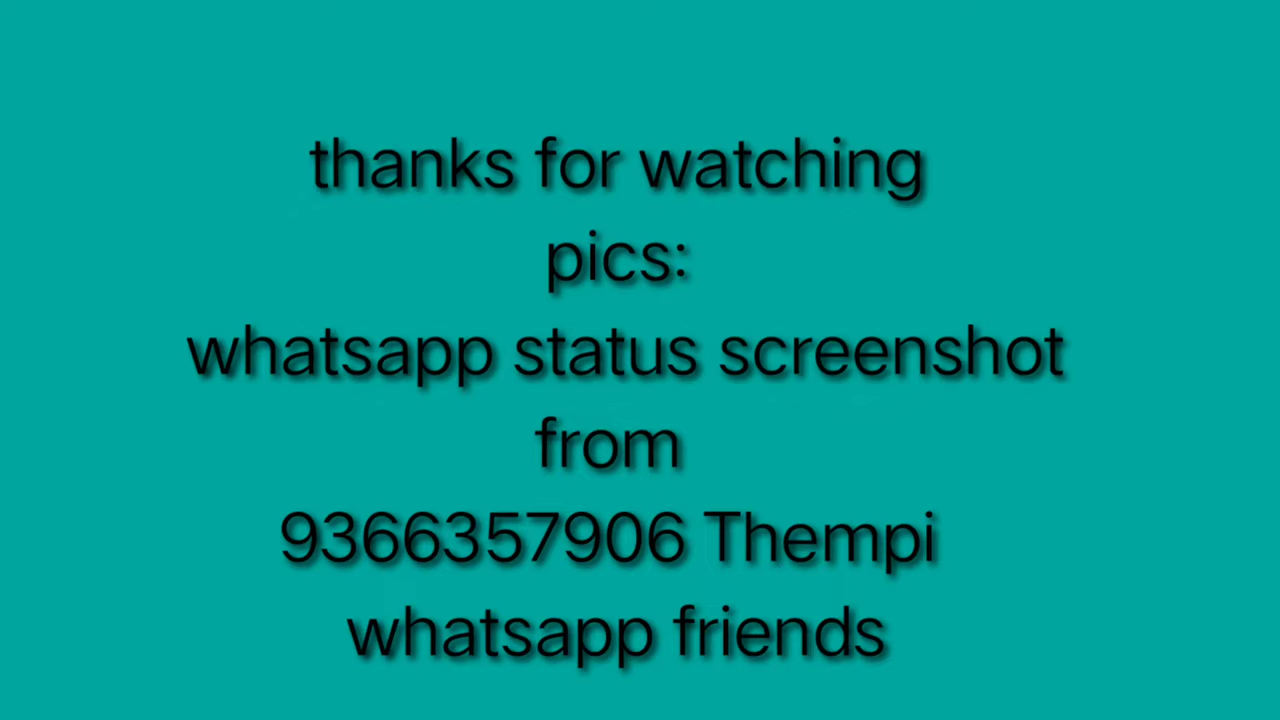 thanks for watching
pics:
whatsapp status screenshot
from
9366357906 Thempi
whatsapp friends